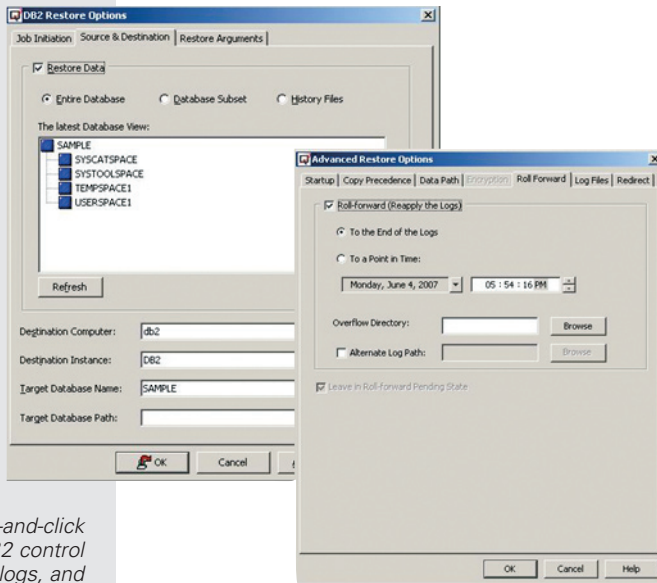 DB2 Restore Options
Job Initiation Source & Destination Restore Arguments
Restore Data
Entire Database Database Subset History Files
The latest Database View:
SAMPLE
SYSCATSPACE
SYSTOOLSPACE
TEMPSPACE1
USERSPACE1
Refresh
Destination Computer: db2
Destination Instance: DB2
Target Database Name: SAMPLE
Target Database Path:
OK Cancel
Advanced Restore Options
Startup Copy Precedence Data Path Encryption Roll Forward Log Files Redirect
Roll-forward (Reapply the Logs)
To the End of the Logs
To a Point in Time:
Monday, June 4, 2007 05 : 54 : 16 PM
Overflow Directory: Browse
Alternate Log Path: Browse
Leave in Roll-forward Pending State
OK Cancel Help
-and-click
control
logs, and